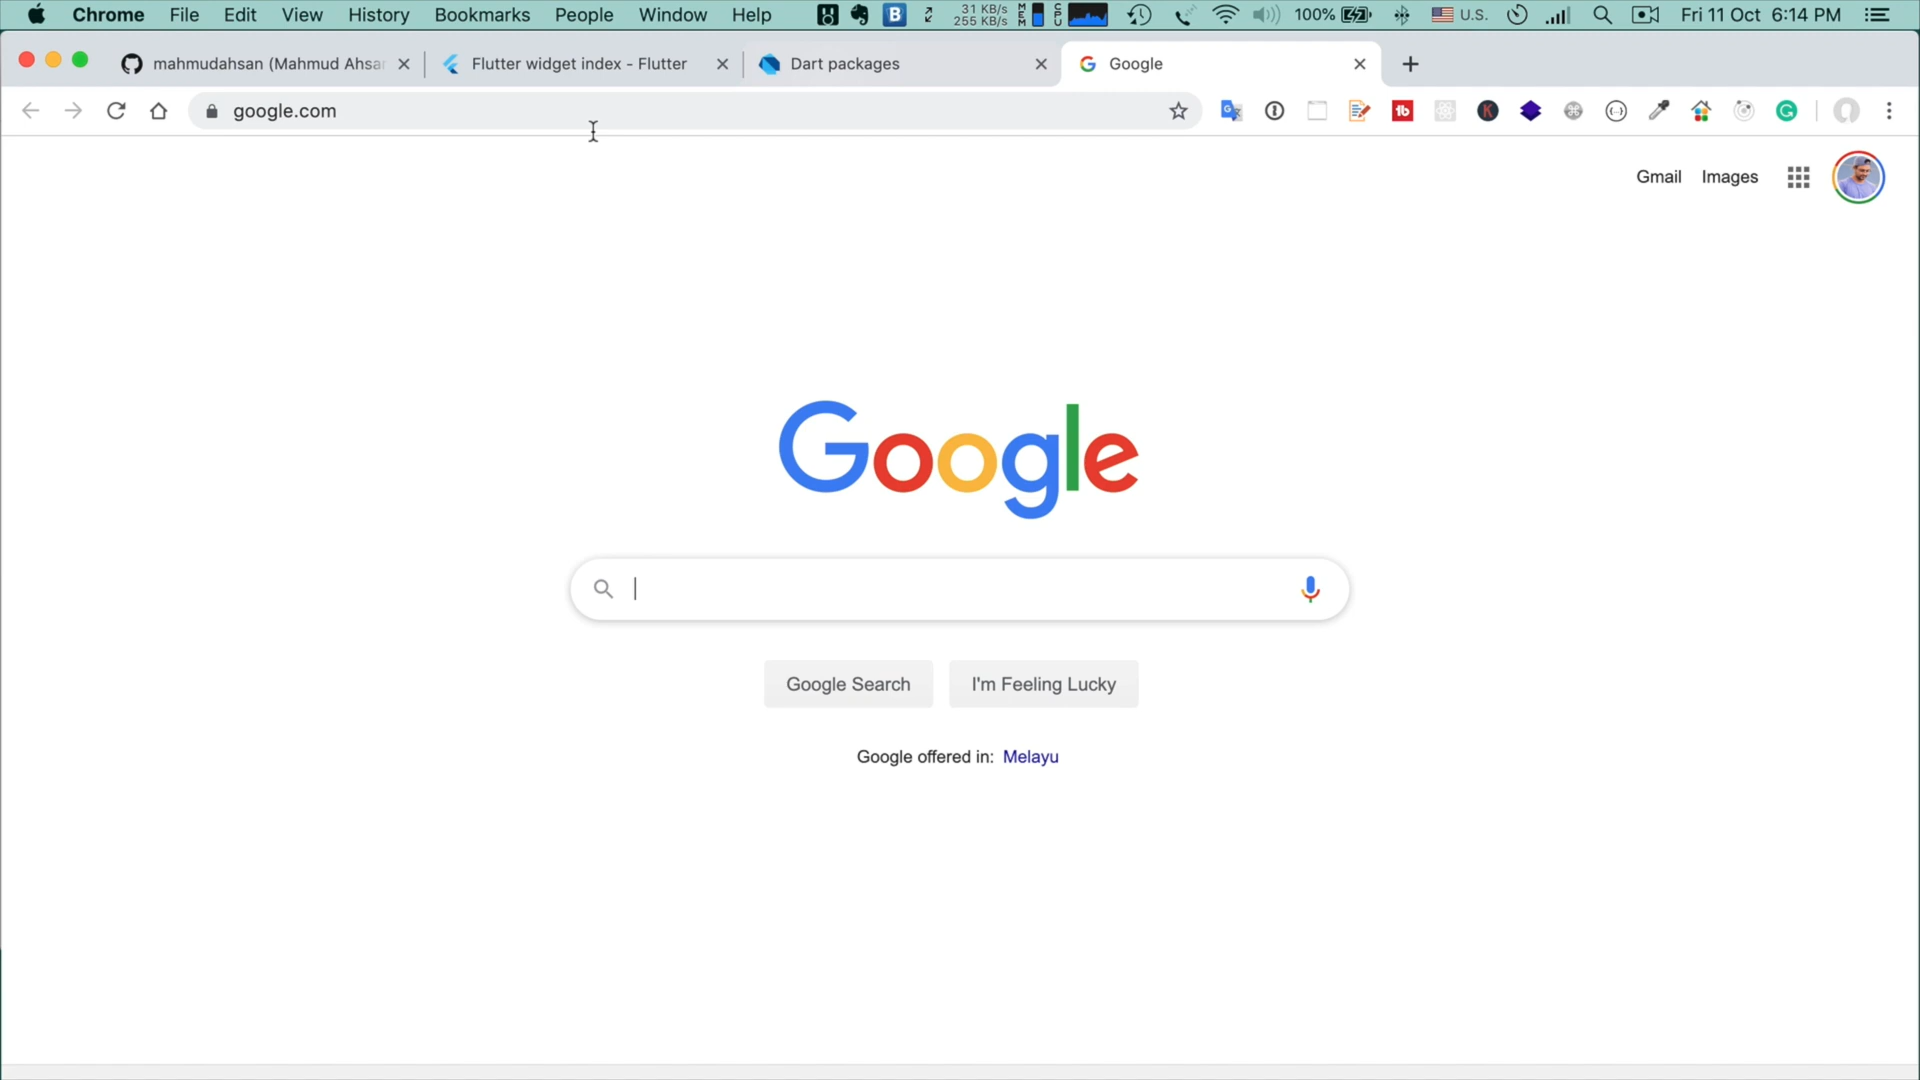 Chrome File Edit View History Bookmarks People Window Help B 31 KB/s 255 KB/s MEM CPU 100% U.S. Fri 11 Oct 6:14 PM
mahmudahsan (Mahmud Ahsan Flutter widget index - Flutter Dart packages Google
google.com
Gmail Images
Google
Google Search I'm Feeling Lucky
Google offered in: Melayu